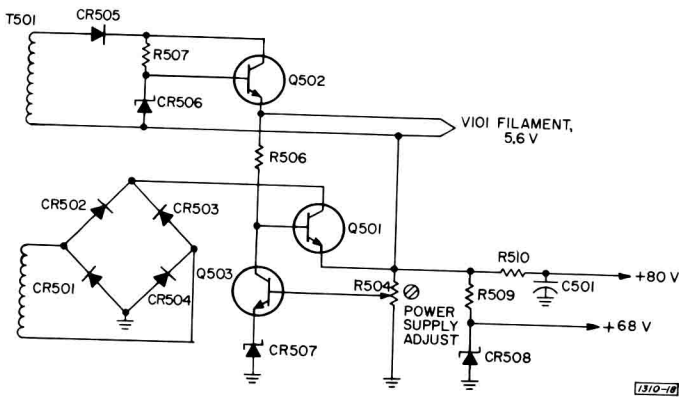 T501
CR505
R507
Q502
CR506
V101 FILAMENT,
5.6 V
R506
CR502
CR503
Q501
R510
+80 V
Q503
CR501
CR504
R504
R509
C501
POWER
SUPPLY
ADJUST
+68 V
CR507
CR508
1310-18